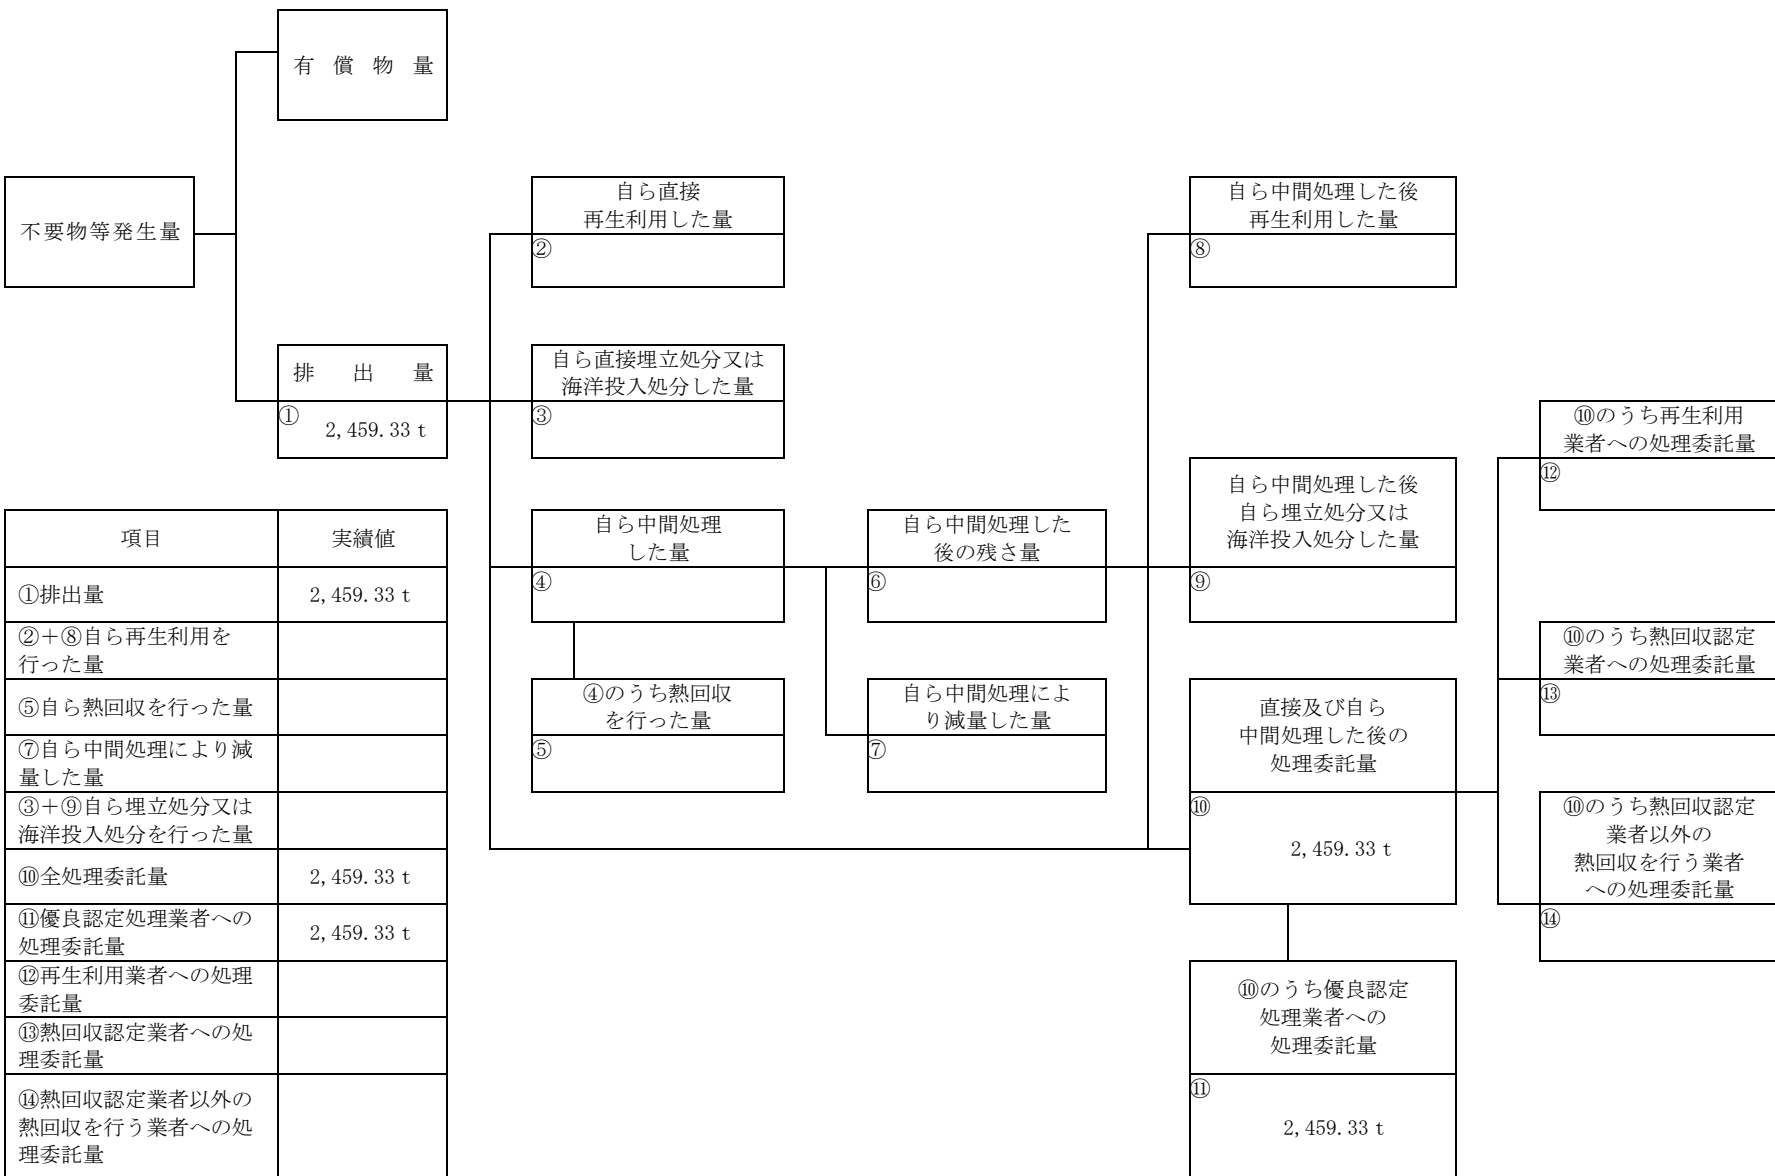 有償物量
不要物等発生量
自ら直接
再生利用した量
②
自ら中間処理した後
再生利用した量
⑧
排出量
①
2,459.33 t
自ら直接埋立処分又は
海洋投入処分した量
③
⑩のうち再生利用
業者への処理委託量
⑫
自ら中間処理
した量
④
自ら中間処理した
後の残さ量
⑥
自ら中間処理した後
自ら埋立処分又は
海洋投入処分した量
⑨
⑩のうち熱回収認定
業者への処理委託量
⑬
④のうち熱回収
を行った量
⑤
自ら中間処理によ
り減量した量
⑦
直接及び自ら
中間処理した後の
処理委託量
⑩
2,459.33 t
⑩のうち熱回収認定
業者以外の
熱回収を行う業者
への処理委託量
⑭
⑩のうち優良認定
処理業者への
処理委託量
⑪
2,459.33 t
項目 実績値
①排出量 2,459.33 t
②＋⑧自ら再生利用を
行った量
⑤自ら熱回収を行った量
⑦自ら中間処理により減
量した量
③＋⑨自ら埋立処分又は
海洋投入処分を行った量
⑩全処理委託量 2,459.33 t
⑪優良認定処理業者への
処理委託量 2,459.33 t
⑫再生利用業者への処理
委託量
⑬熱回収認定業者への処
理委託量
⑭熱回収認定業者以外の
熱回収を行う業者への処
理委託量